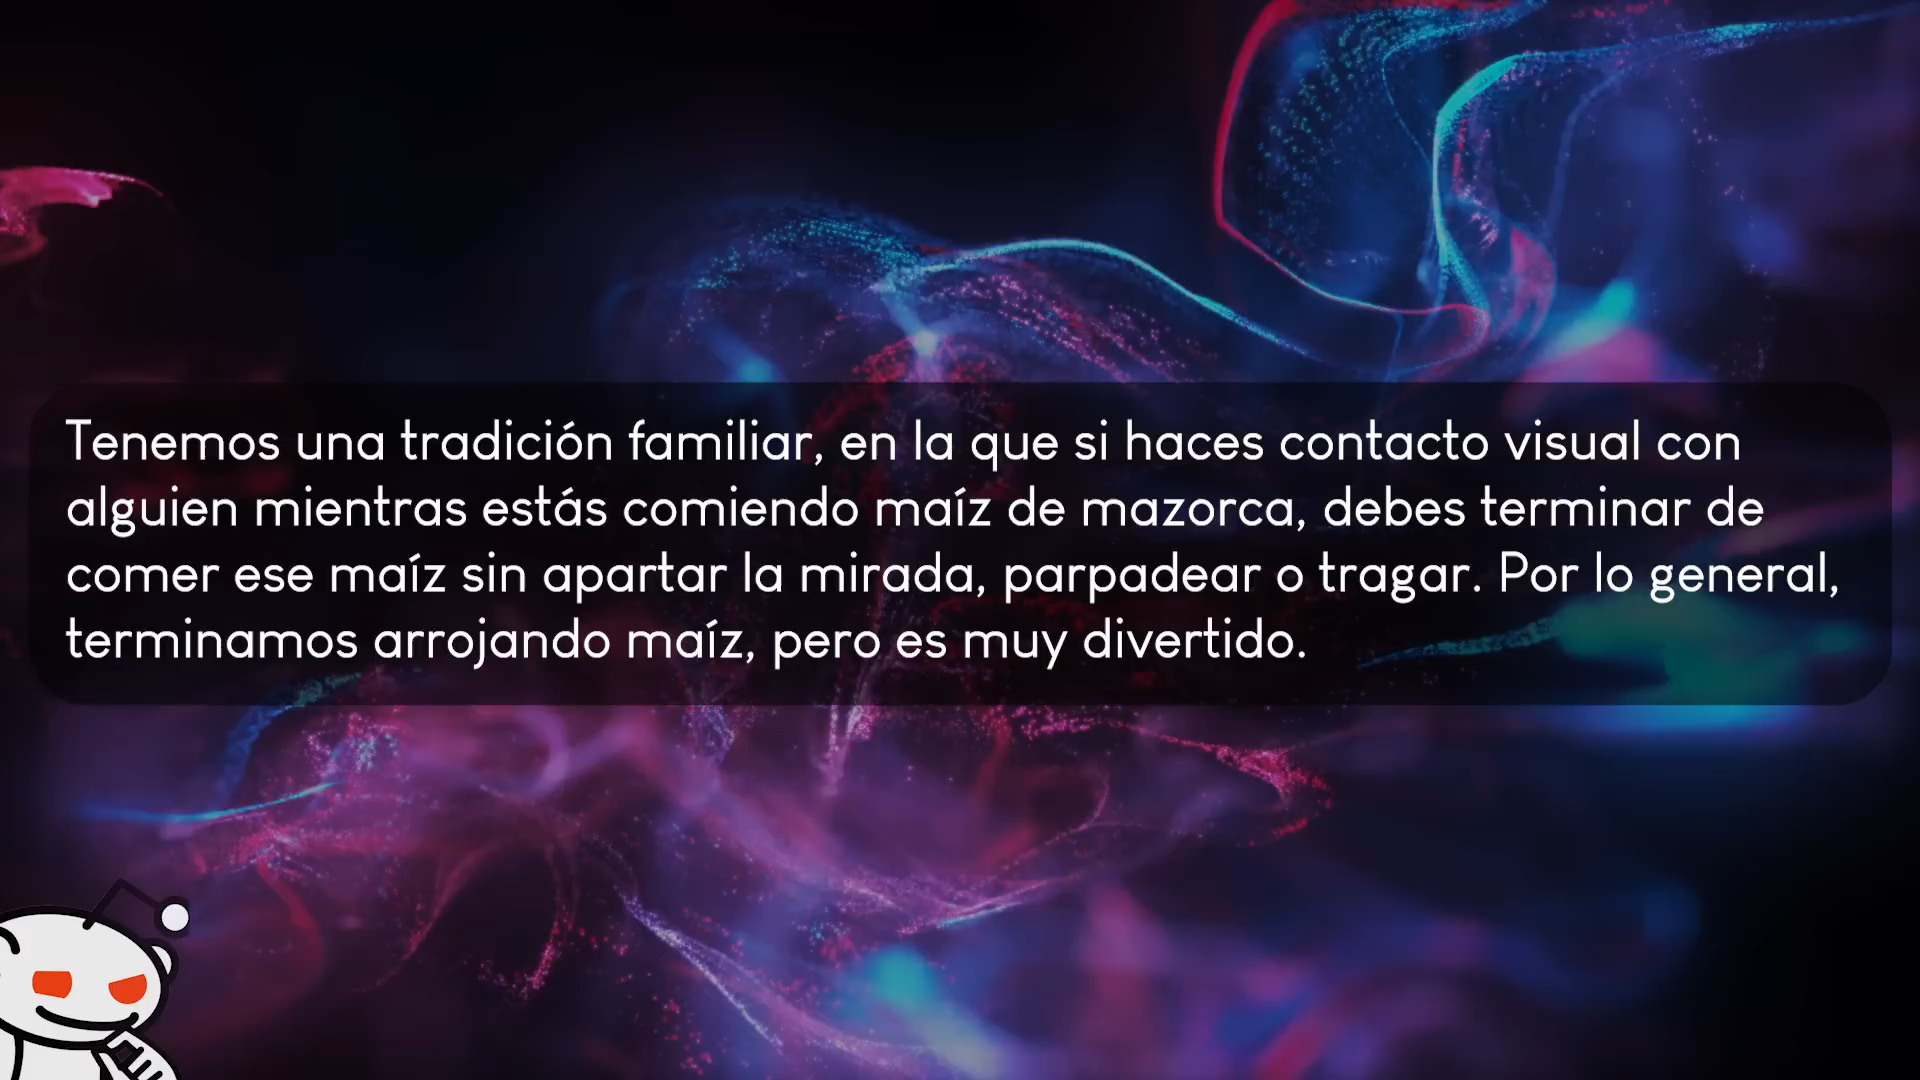 Tenemos una tradición familiar, en la que si haces contacto visual con
alguien mientras estás comiendo maíz de mazorca, debes terminar de
comer ese maíz sin apartar la mirada, parpadear o tragar. Por lo general,
terminamos arrojando maíz, pero es muy divertido.